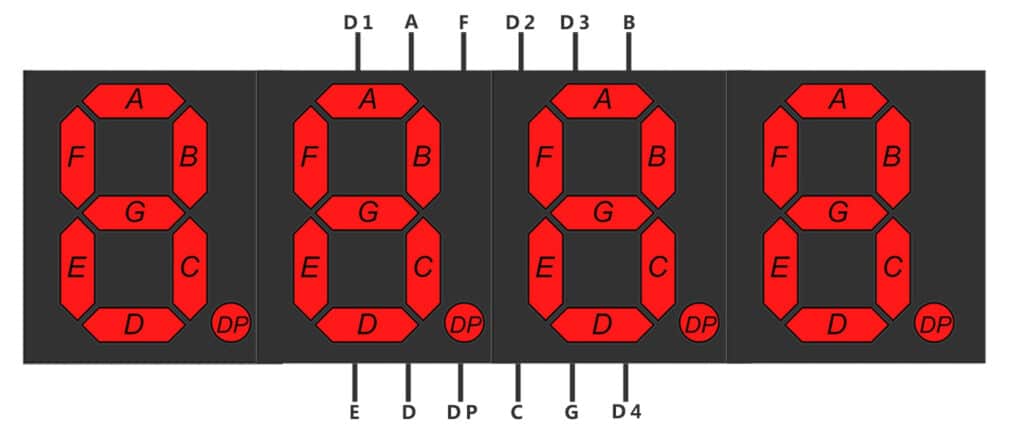 D1 A F D2 D3 B
A A A A
F B F B F B F B
G G G G
E C E C E C E C
D DP D DP D DP D DP
E D DP C G D4